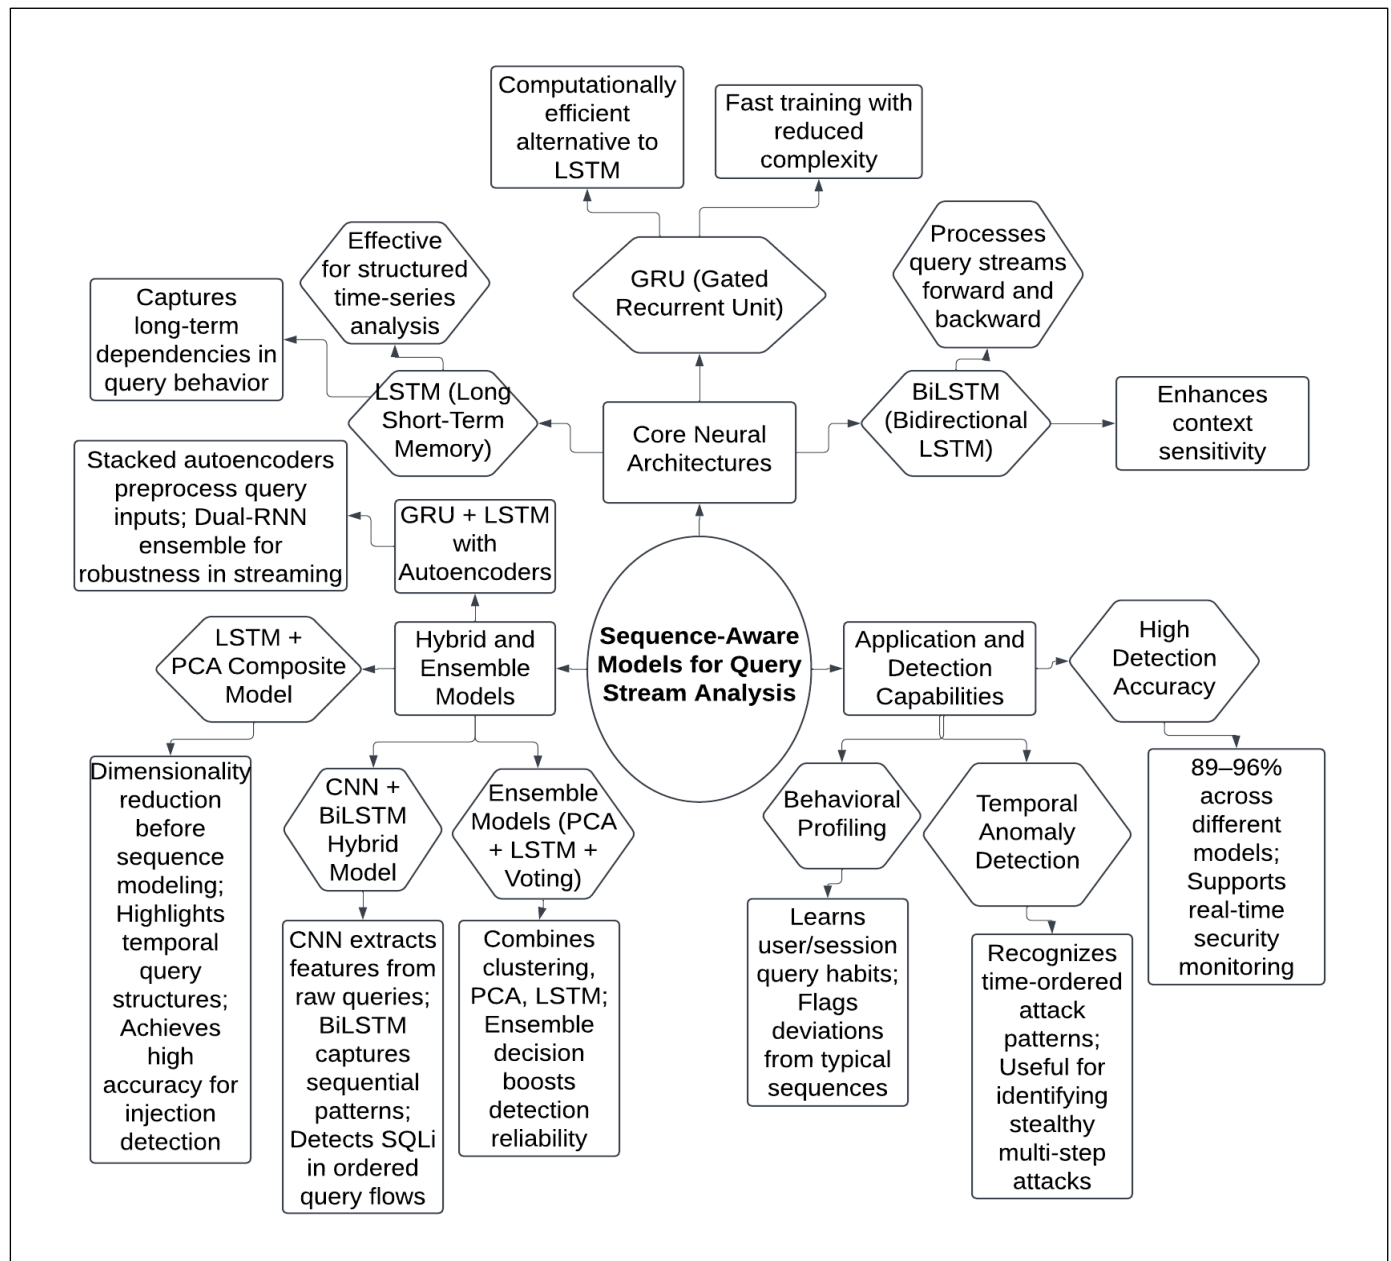 Computationally
efficient
alternative to
LSTM
Fast training with
reduced
complexity
Effective
for structured
time-series
analysis
GRU (Gated
Recurrent Unit)
Processes
query streams
forward and
backward
Captures
long-term
dependencies in
query behavior
LSTM (Long
Short-Term
Memory)
Core Neural
Architectures
BiLSTM
(Bidirectional
LSTM)
Enhances
context
sensitivity
Stacked autoencoders
preprocess query
inputs; Dual-RNN
ensemble for
robustness in streaming
GRU + LSTM
with
Autoencoders
LSTM +
PCA Composite
Model
Hybrid and
Ensemble
Models
Sequence-Aware
Models for Query
Stream Analysis
Application and
Detection
Capabilities
High
Detection
Accuracy
Dimensionality
reduction
before
sequence
modeling;
Highlights
temporal
query
structures;
Achieves
high
accuracy for
injection
detection
CNN +
BiLSTM
Hybrid
Model
Ensemble
Models (PCA
+ LSTM +
Voting)
Behavioral
Profiling
Temporal
Anomaly
Detection
89–96%
across
different
models;
Supports
real-time
security
monitoring
CNN extracts
features from
raw queries;
BiLSTM
captures
sequential
patterns;
Detects SQLi
in ordered
query flows
Combines
clustering,
PCA, LSTM;
Ensemble
decision
boosts
detection
reliability
Learns
user/session
query habits;
Flags
deviations
from typical
sequences
Recognizes
time-ordered
attack
patterns;
Useful for
identifying
stealthy
multi-step
attacks